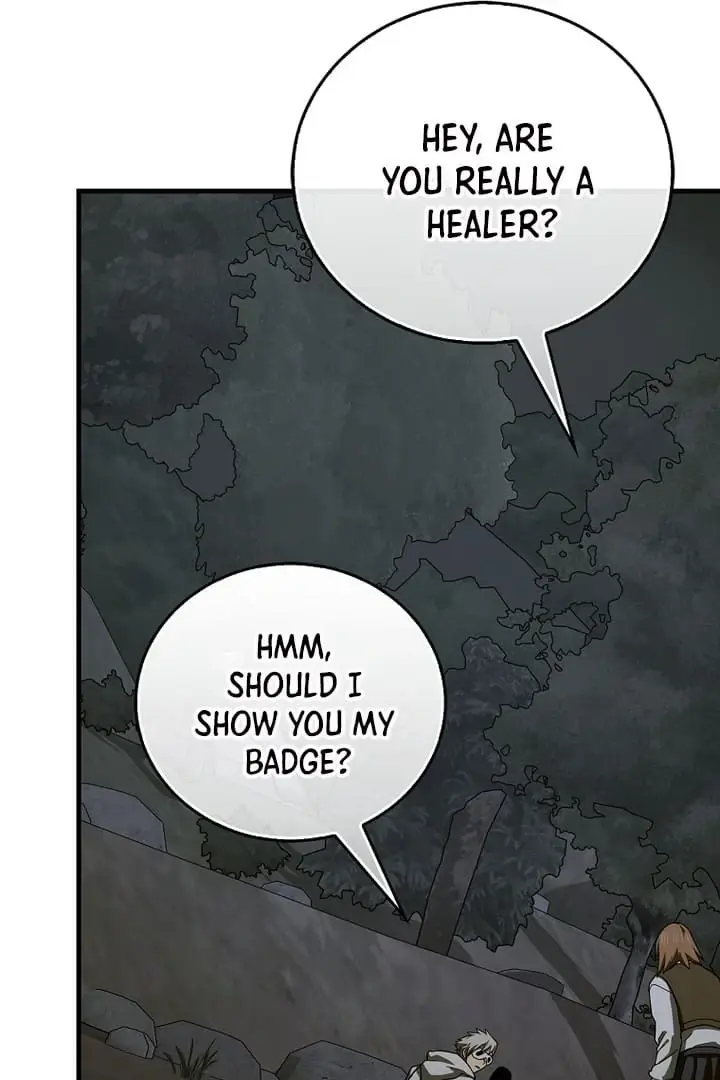 HEY, ARE
YOU REALLY A
HEALER?
HMM,
SHOULD I
SHOW YOU MY
BADGE?